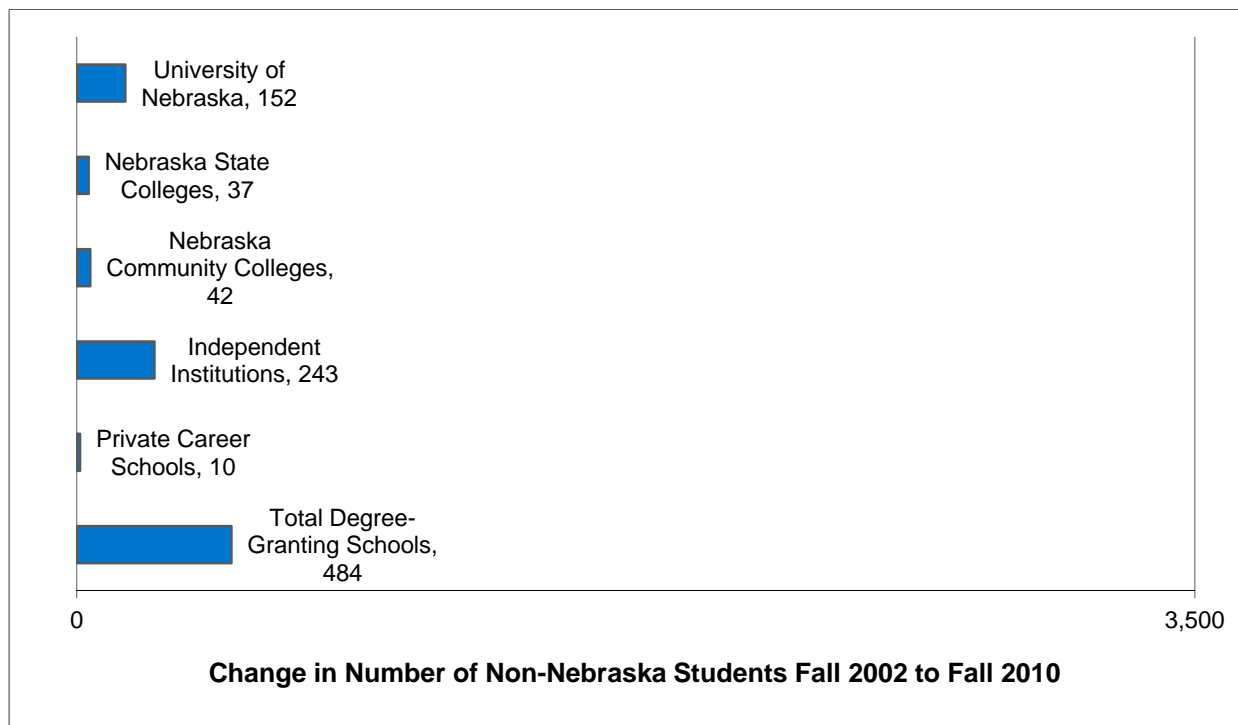 University of
Nebraska, 152
Nebraska State
Colleges, 37
Nebraska
Community Colleges,
42
Independent
Institutions, 243
Private Career
Schools, 10
Total Degree-
Granting Schools,
484
0
3,500
Change in Number of Non-Nebraska Students Fall 2002 to Fall 2010